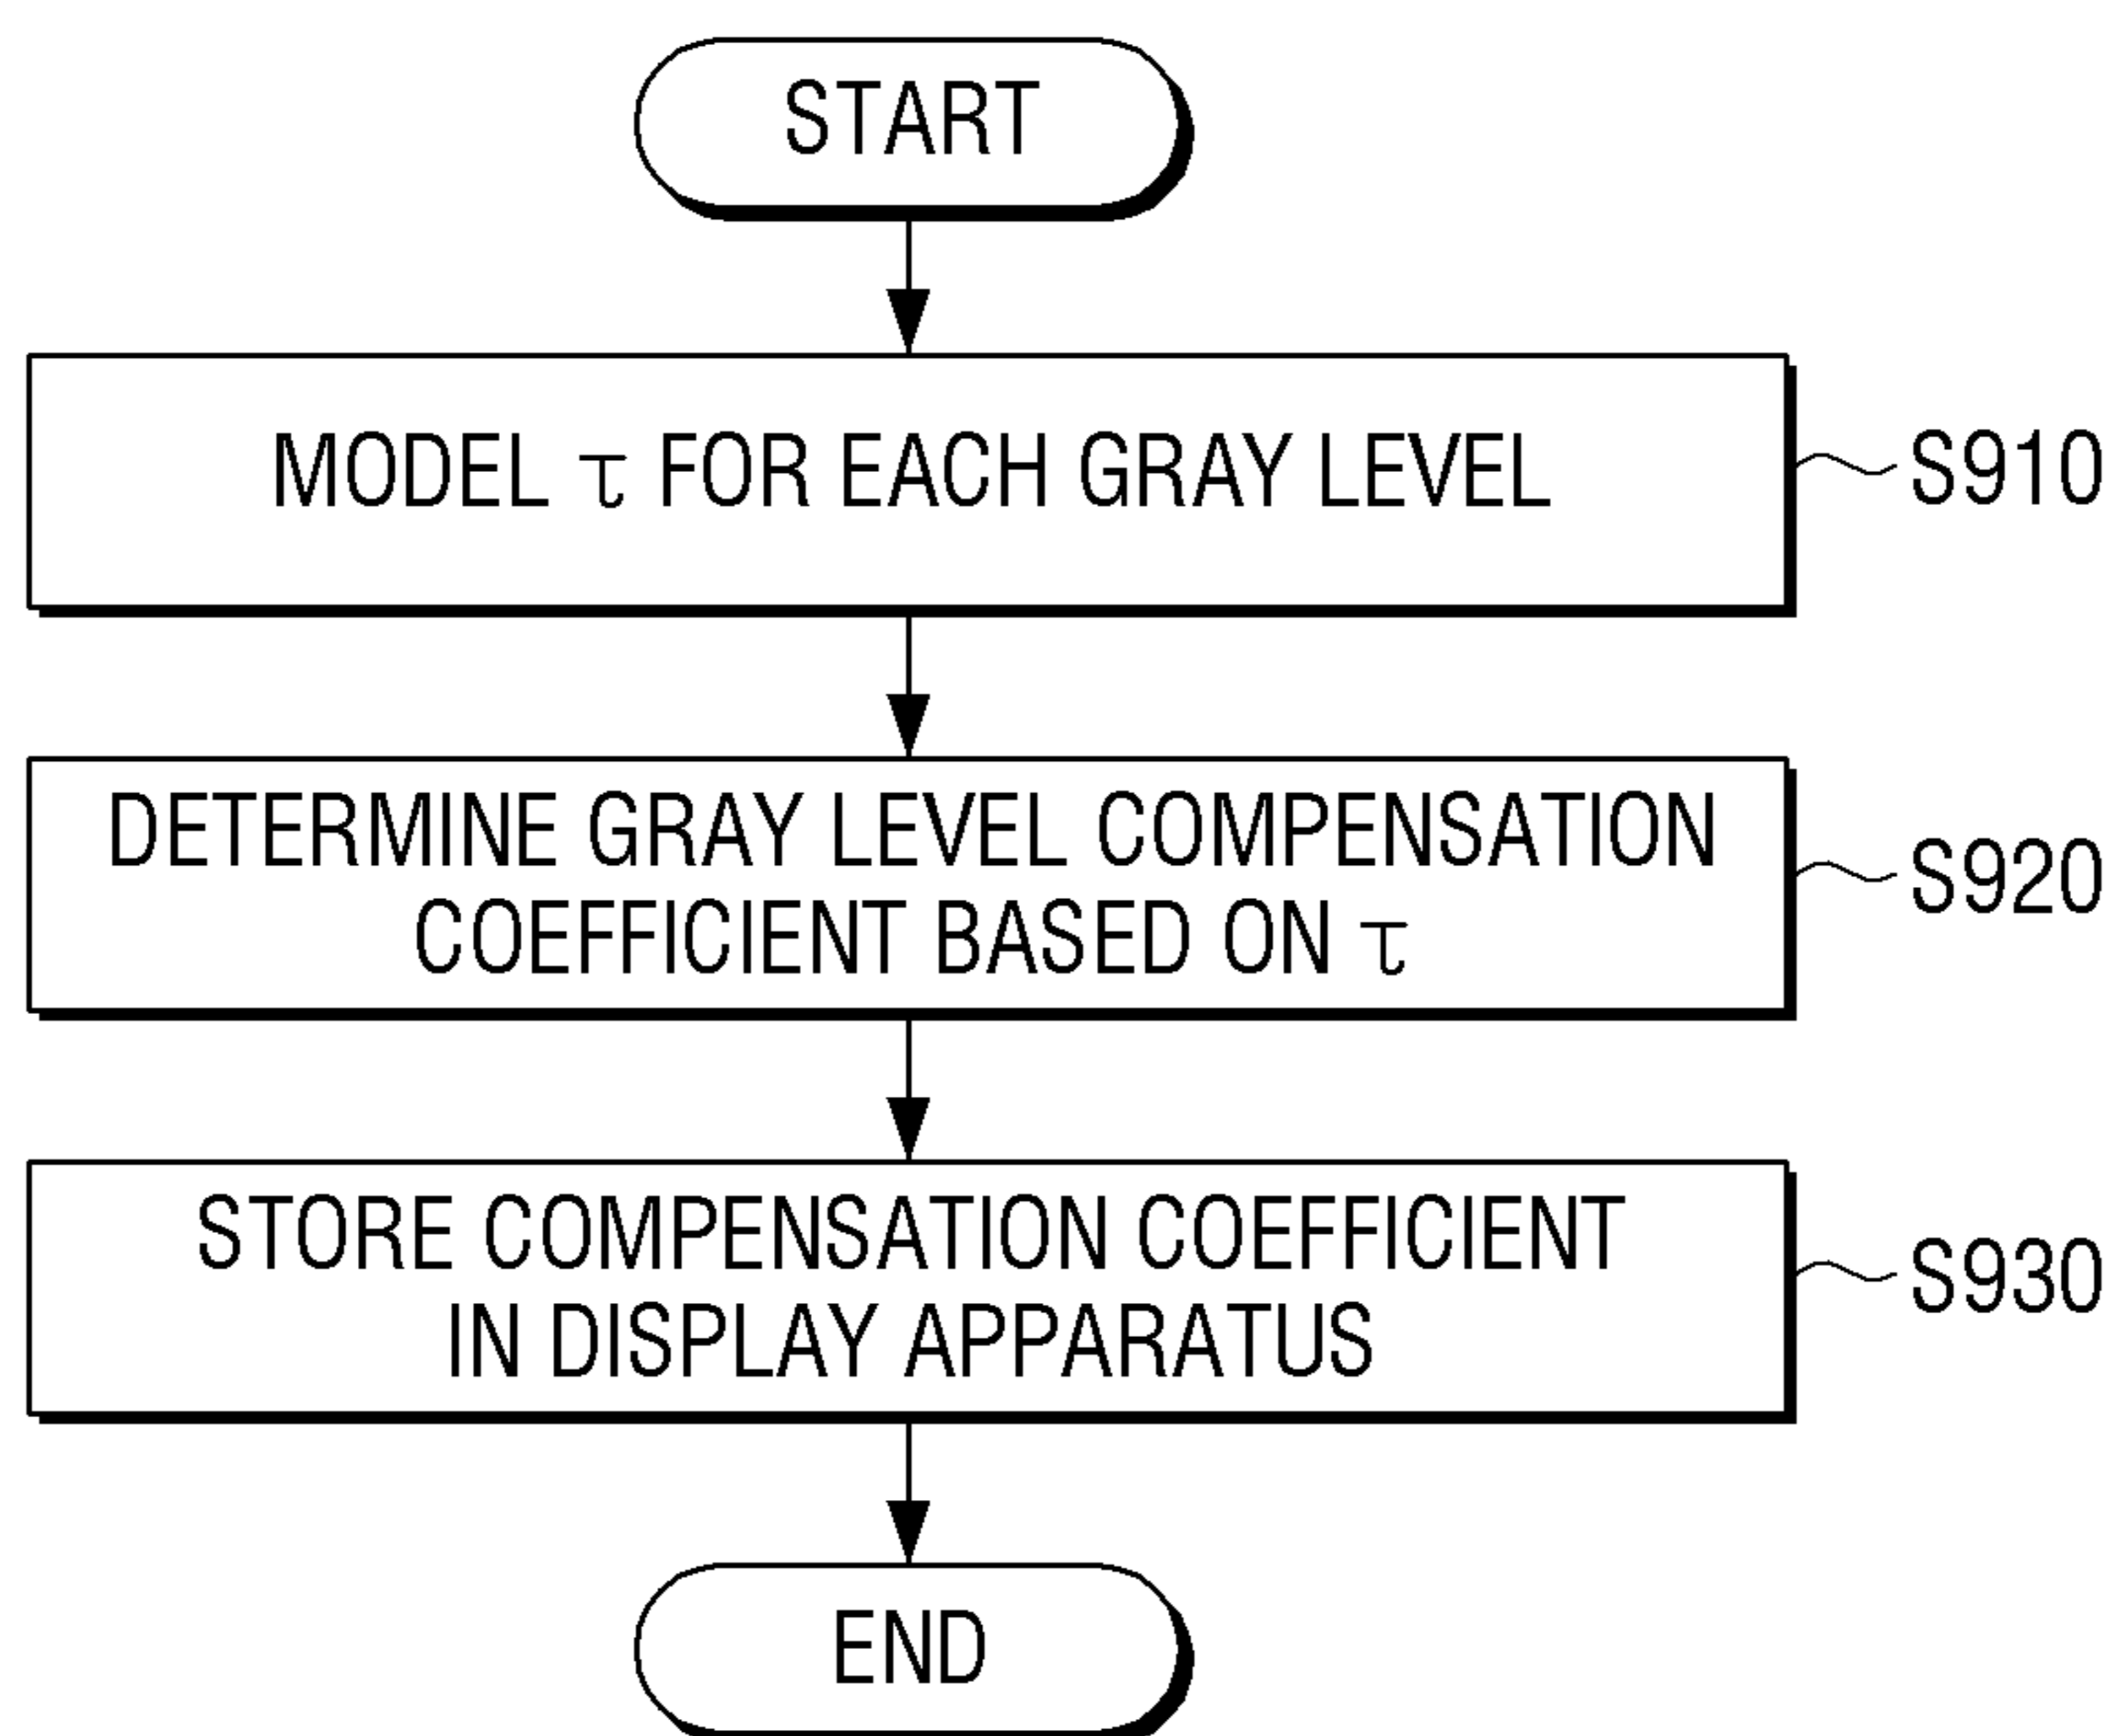 START
MODEL τ FOR EACH GRAY LEVEL
S910
DETERMINE GRAY LEVEL COMPENSATION
COEFFICIENT BASED ON τ
S920
STORE COMPENSATION COEFFICIENT
IN DISPLAY APPARATUS
S930
END